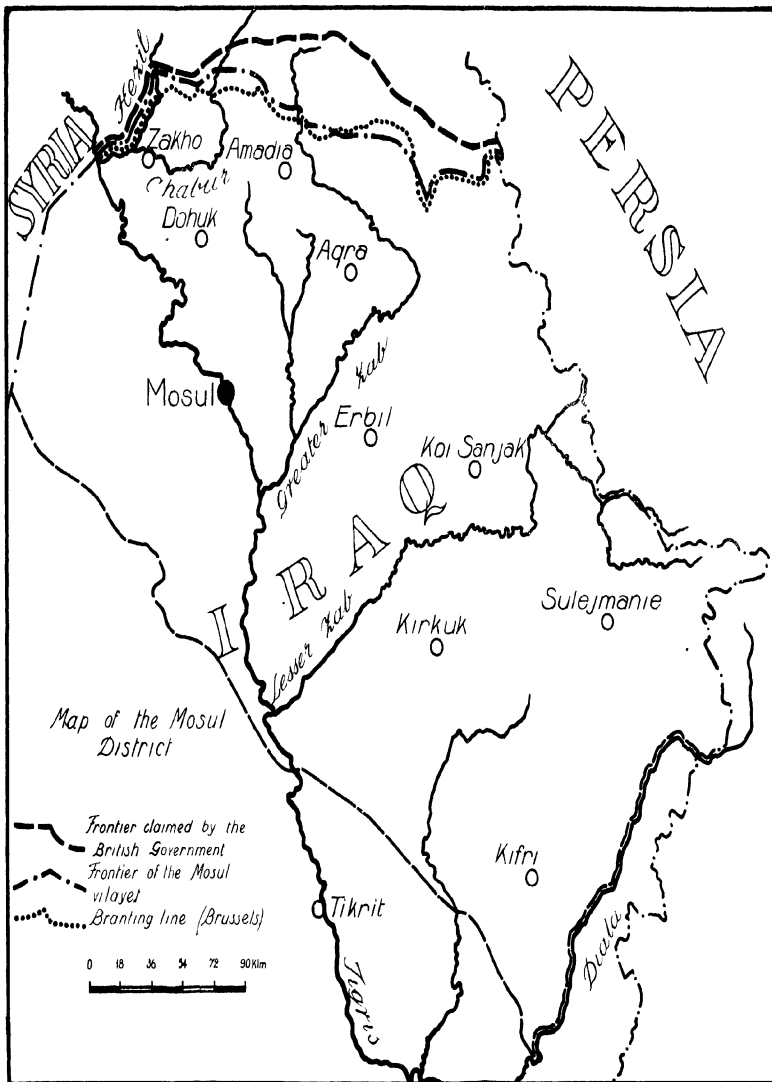 Hezil
SYRIA
PERSIA
Zakho
Amadia
Chabur
Dohuk
Aqra
Mosul
Greater Zab
Erbil
Koi Sanjak
IRAQ
Lesser Zab
Kirkuk
Sulejmanie
Map of the Mosul
District
Frontier claimed by the
British Government
Frontier of the Mosul
vilayet
Branting line (Brussels)
0 18 36 54 72 90 Klm
Kifri
Tikrit
Diala
Tigris